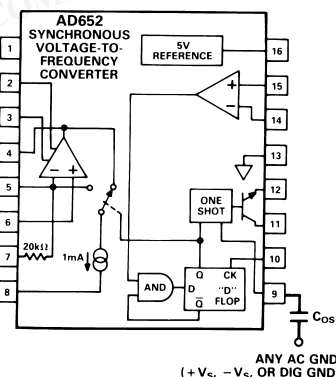 AD652
SYNCHRONOUS
VOLTAGE-TO-
FREQUENCY
CONVERTER
5V
REFERENCE
1
2
3
4
5
6
7
8
16
15
14
13
12
11
10
9
+
−
− +
20kΩ
1mA
ONE
SHOT
AND
D
Q CK
"D"
FLOP
Q̅
COS
ANY AC GND
(+VS, −VS, OR DIG GND